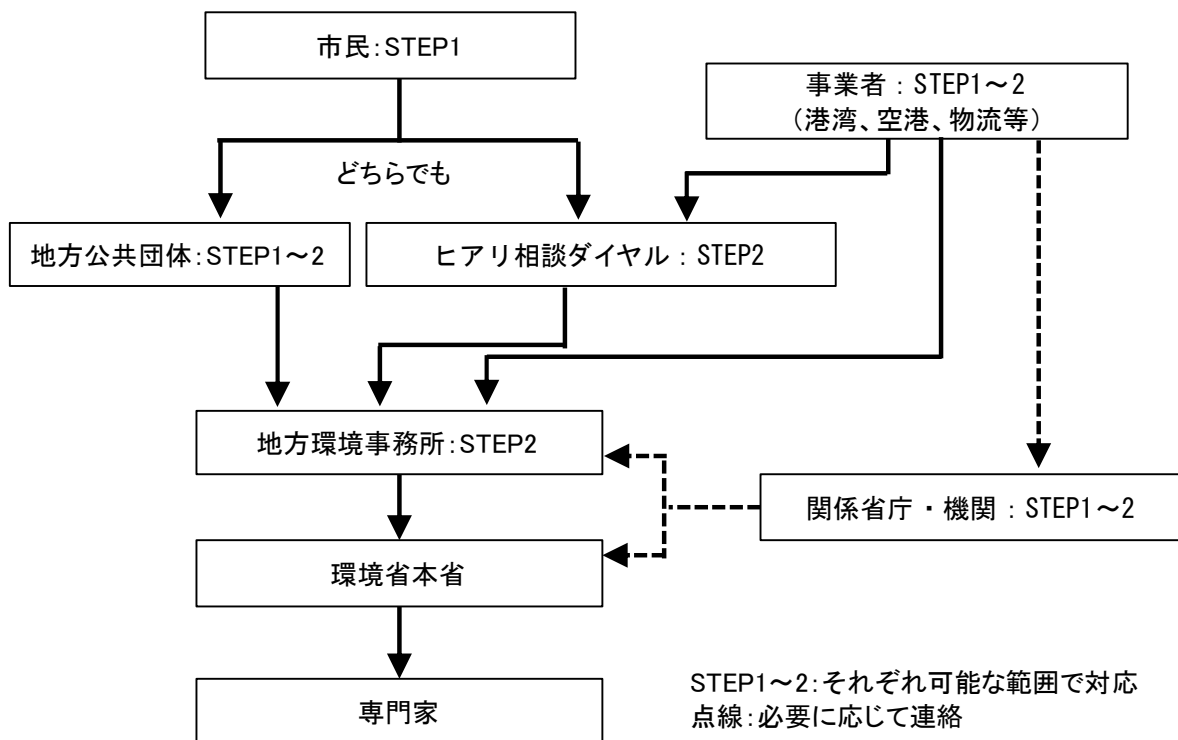 市民:STEP1
事業者：STEP1～2
（港湾、空港、物流等）
どちらでも
地方公共団体:STEP1～2
ヒアリ相談ダイヤル：STEP2
地方環境事務所:STEP2
関係省庁・機関：STEP1～2
環境省本省
専門家
STEP1～2:それぞれ可能な範囲で対応
点線:必要に応じて連絡